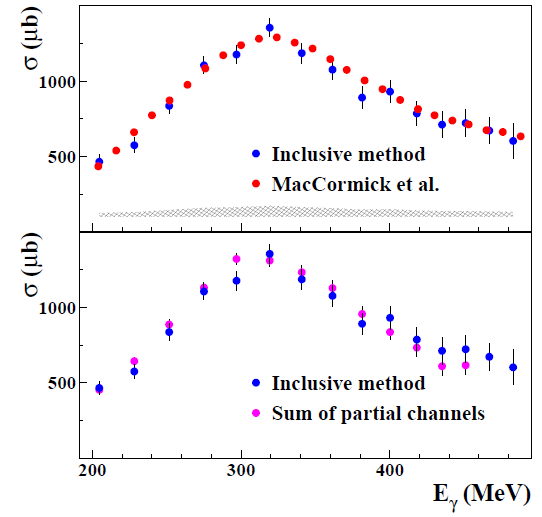 σ (μb)
1000
500
Inclusive method
MacCormick et al.
σ (μb)
1000
500
Inclusive method
Sum of partial channels
200 300 400
Eγ (MeV)